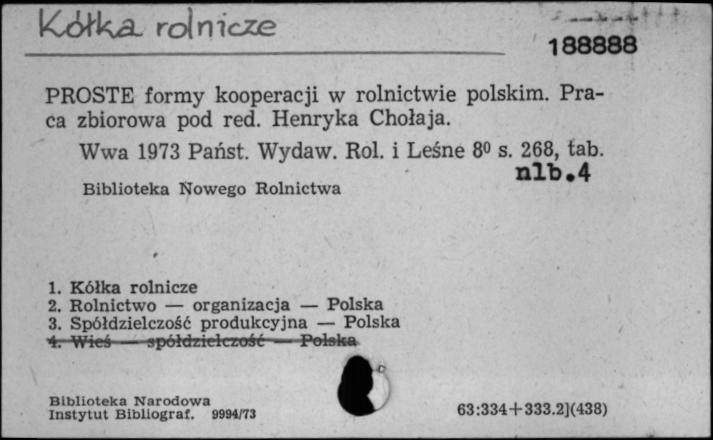 Kółka rolnicze
188888
PROSTE formy kooperacji w rolnictwie polskim. Pra-
ca zbiorowa pod red. Henryka Chołaja.
Wwa 1973 Państ. Wydaw. Rol. i Leśne 8⁰ s. 268, tab.
nlb.4
Biblioteka Nowego Rolnictwa
1. Kółka rolnicze
2. Rolnictwo — organizacja — Polska
3. Spółdzielczość produkcyjna — Polska
4. Wieś — spółdzielczość — Polska
Biblioteka Narodowa
Instytut Bibliograf. 9994/73
63:334+333.2](438)